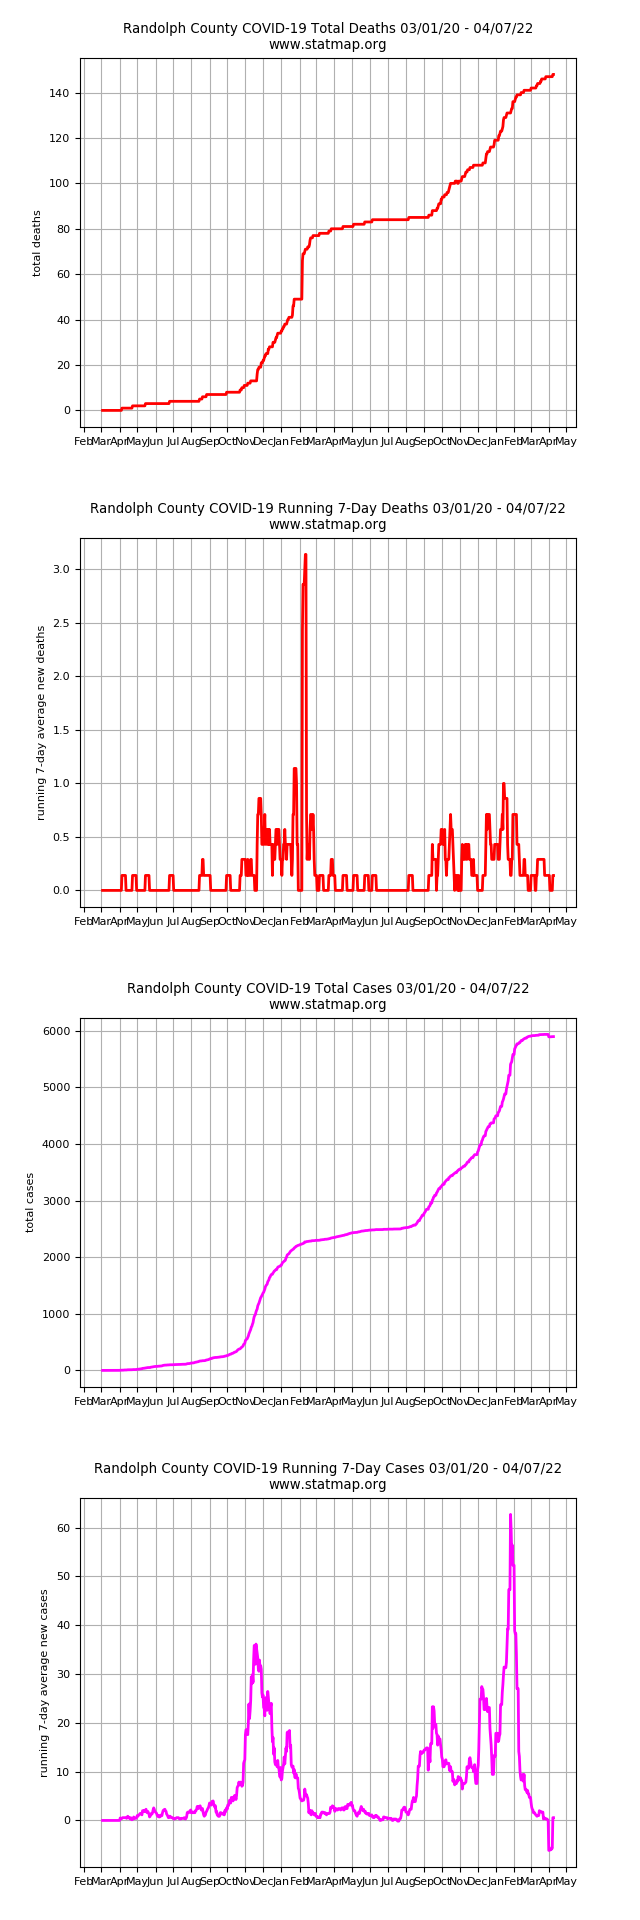 Randolph County COVID-19 Total Deaths 03/01/20 - 04/07/22
www.statmap.org
140
120
100
80
60
40
20
0
total deaths
Feb Mar Apr May Jun Jul Aug Sep Oct Nov Dec Jan Feb Mar Apr May Jun Jul Aug Sep Oct Nov Dec Jan Feb Mar Apr May
Randolph County COVID-19 Running 7-Day Deaths 03/01/20 - 04/07/22
www.statmap.org
3.0
2.5
2.0
1.5
1.0
0.5
0.0
running 7-day average new deaths
Feb Mar Apr May Jun Jul Aug Sep Oct Nov Dec Jan Feb Mar Apr May Jun Jul Aug Sep Oct Nov Dec Jan Feb Mar Apr May
Randolph County COVID-19 Total Cases 03/01/20 - 04/07/22
www.statmap.org
6000
5000
4000
3000
2000
1000
0
total cases
Feb Mar Apr May Jun Jul Aug Sep Oct Nov Dec Jan Feb Mar Apr May Jun Jul Aug Sep Oct Nov Dec Jan Feb Mar Apr May
Randolph County COVID-19 Running 7-Day Cases 03/01/20 - 04/07/22
www.statmap.org
60
50
40
30
20
10
0
running 7-day average new cases
Feb Mar Apr May Jun Jul Aug Sep Oct Nov Dec Jan Feb Mar Apr May Jun Jul Aug Sep Oct Nov Dec Jan Feb Mar Apr May